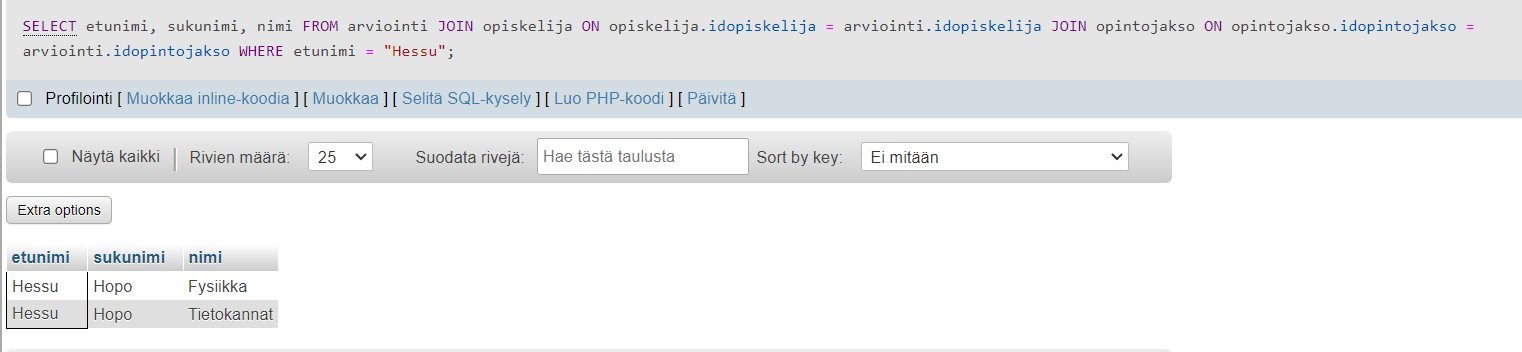 SELECT etunimi, sukunimi, nimi FROM arviointi JOIN opiskelija ON opiskelija.idopiskelija = arviointi.idopiskelija JOIN opintojakso ON opintojakso.idopintojakso =
arviointi.idopintojakso WHERE etunimi = "Hessu";
Profilointi [ Muokkaa inline-koodia ] [ Muokkaa ] [ Selitä SQL-kysely ] [ Luo PHP-koodi ] [ Päivitä ]
Näytä kaikki Rivien määrä: 25 Suodata rivejä: Hae tästä taulusta Sort by key: Ei mitään
Extra options
etunimi sukunimi nimi
Hessu Hopo Fysiikka
Hessu Hopo Tietokannat